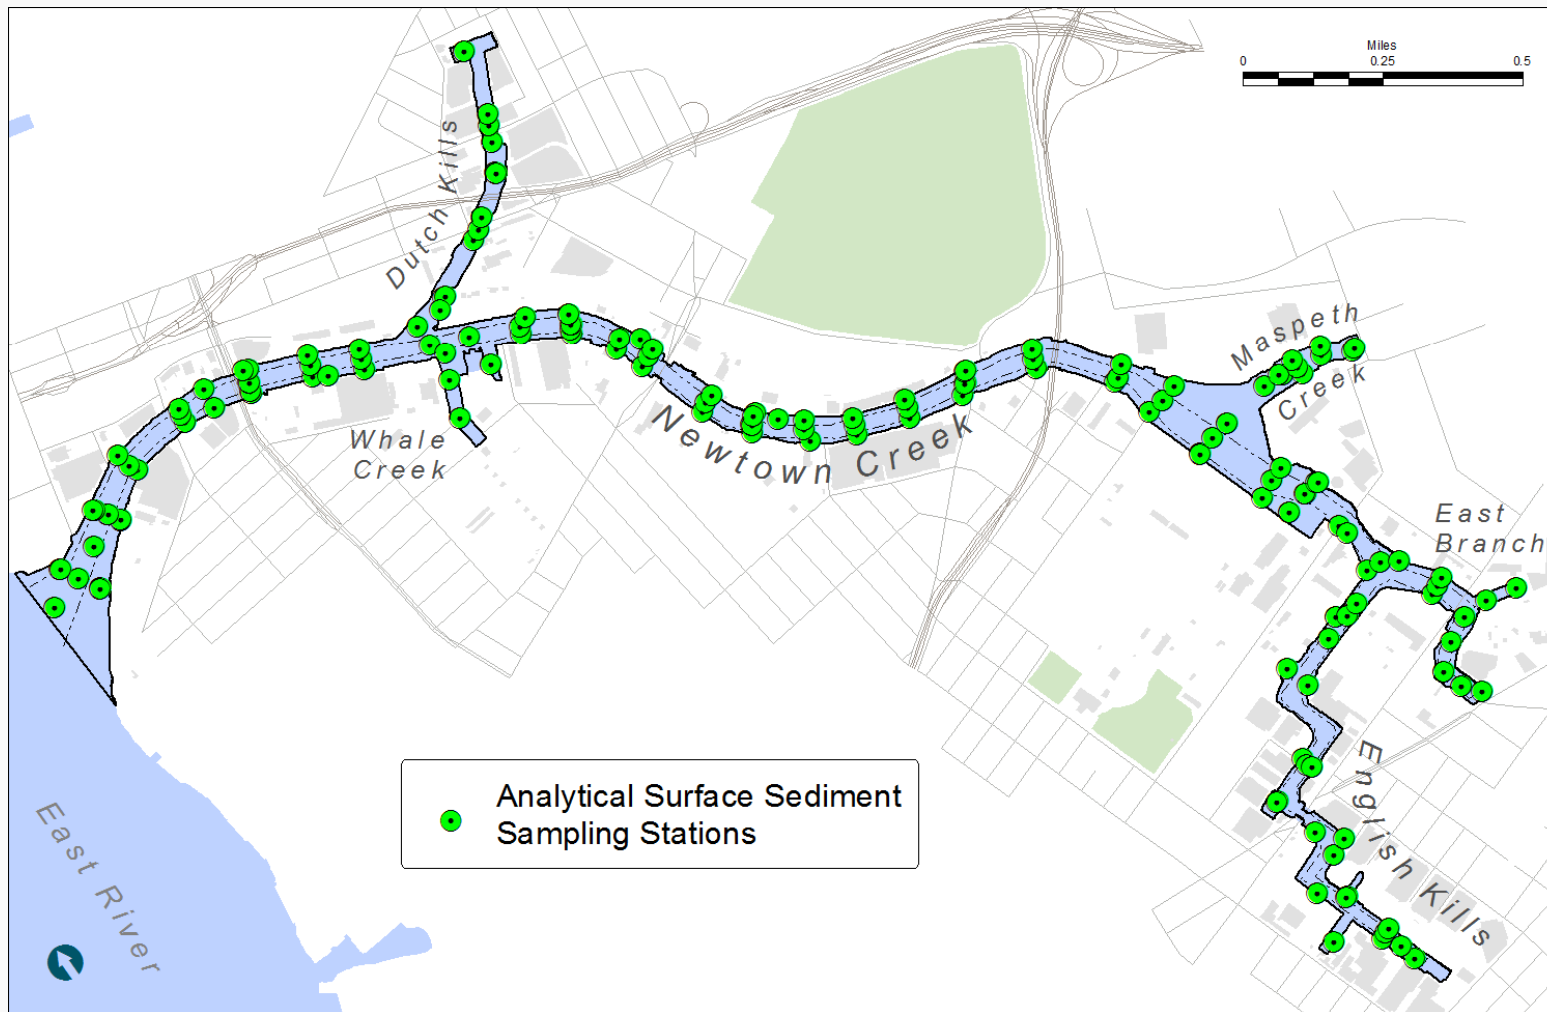 Miles
0 0.25 0.5
Dutch Kills
Maspeth
Creek
Whale
Creek
Newtown Creek
East
Branch
English Kills
Analytical Surface Sediment
Sampling Stations
East River